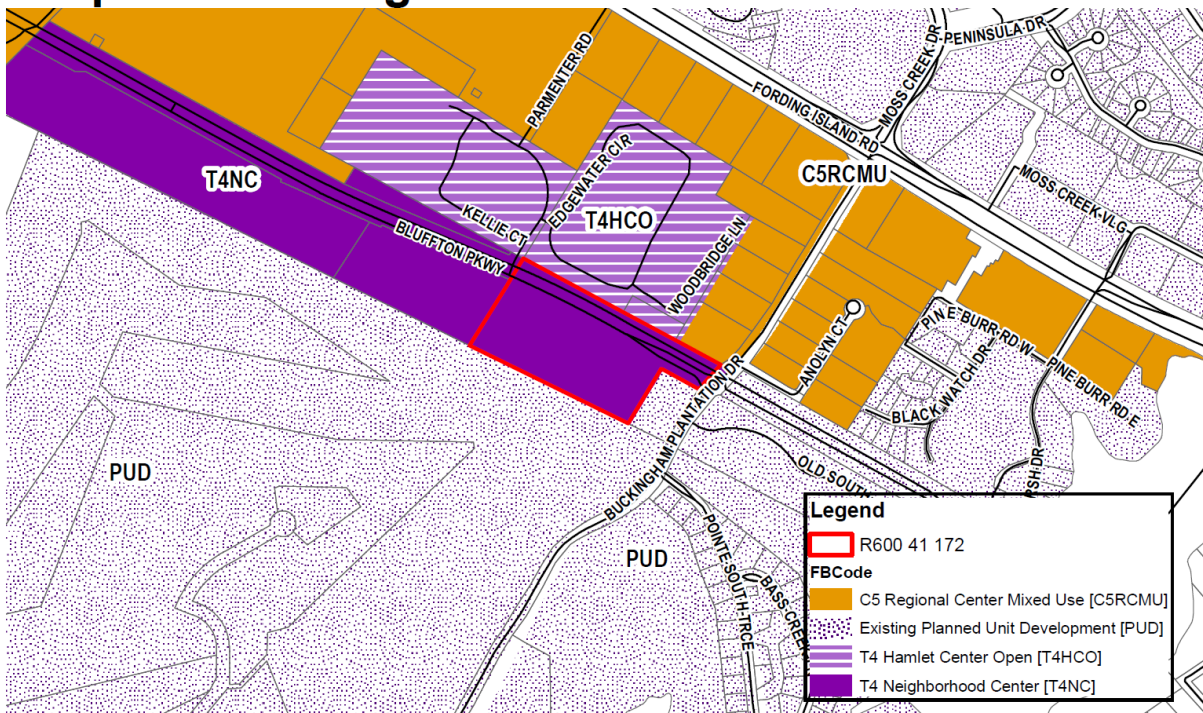 PENINSULA DR
MOSS CREEK DR
PARMENTER RD
FORDING ISLAND RD
C5RCMU
T4NC
EDGEWATER CIR
T4HCO
MOSS CREEK VLG
KELLIE CT
WOODBRIDGE LN
BLUFFTON PKWY
ANOLYN CT
PINE BURR RD W
PINE BURR RD E
BLACK WATCH DR
BUCKINGHAM PLANTATION DR
OLD SOUTH
RSH DR
PUD
PUD
POINTE SOUTH TRCE
BASS CREEK
Legend
R600 41 172
FBCode
C5 Regional Center Mixed Use [C5RCMU]
Existing Planned Unit Development [PUD]
T4 Hamlet Center Open [T4HCO]
T4 Neighborhood Center [T4NC]